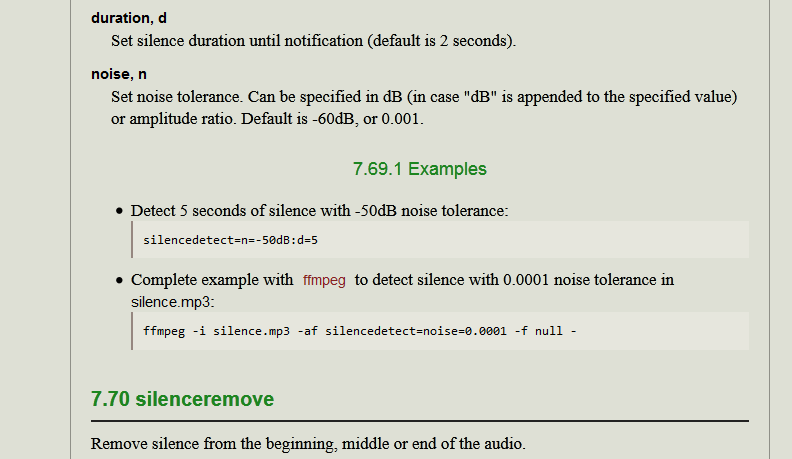 duration, d
Set silence duration until notification (default is 2 seconds).
noise, n
Set noise tolerance. Can be specified in dB (in case "dB" is appended to the specified value)
or amplitude ratio. Default is -60dB, or 0.001.
7.69.1 Examples
• Detect 5 seconds of silence with -50dB noise tolerance:
silencedetect=n=-50dB:d=5
• Complete example with ffmpeg to detect silence with 0.0001 noise tolerance in
silence.mp3:
ffmpeg -i silence.mp3 -af silencedetect=noise=0.0001 -f null -
7.70 silenceremove
Remove silence from the beginning, middle or end of the audio.